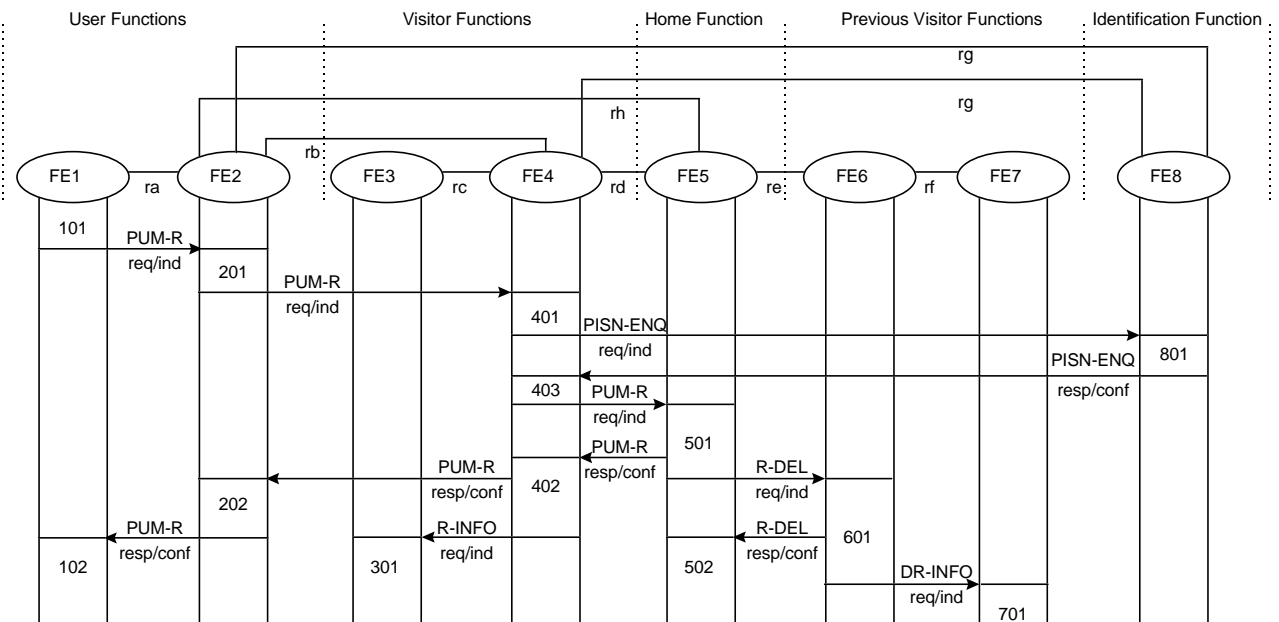 User Functions
Visitor Functions
Home Function
Previous Visitor Functions
Identification Function
rg
rg
rh
rb
FE1
ra
FE2
FE3
rc
FE4
rd
FE5
re
FE6
rf
FE7
FE8
101
PUM-R
req/ind
201
PUM-R
req/ind
401
PISN-ENQ
req/ind
801
PISN-ENQ
resp/conf
403
PUM-R
req/ind
501
PUM-R
resp/conf
PUM-R
resp/conf
402
R-DEL
req/ind
202
PUM-R
resp/conf
102
R-INFO
req/ind
301
R-DEL
resp/conf
502
601
DR-INFO
req/ind
701